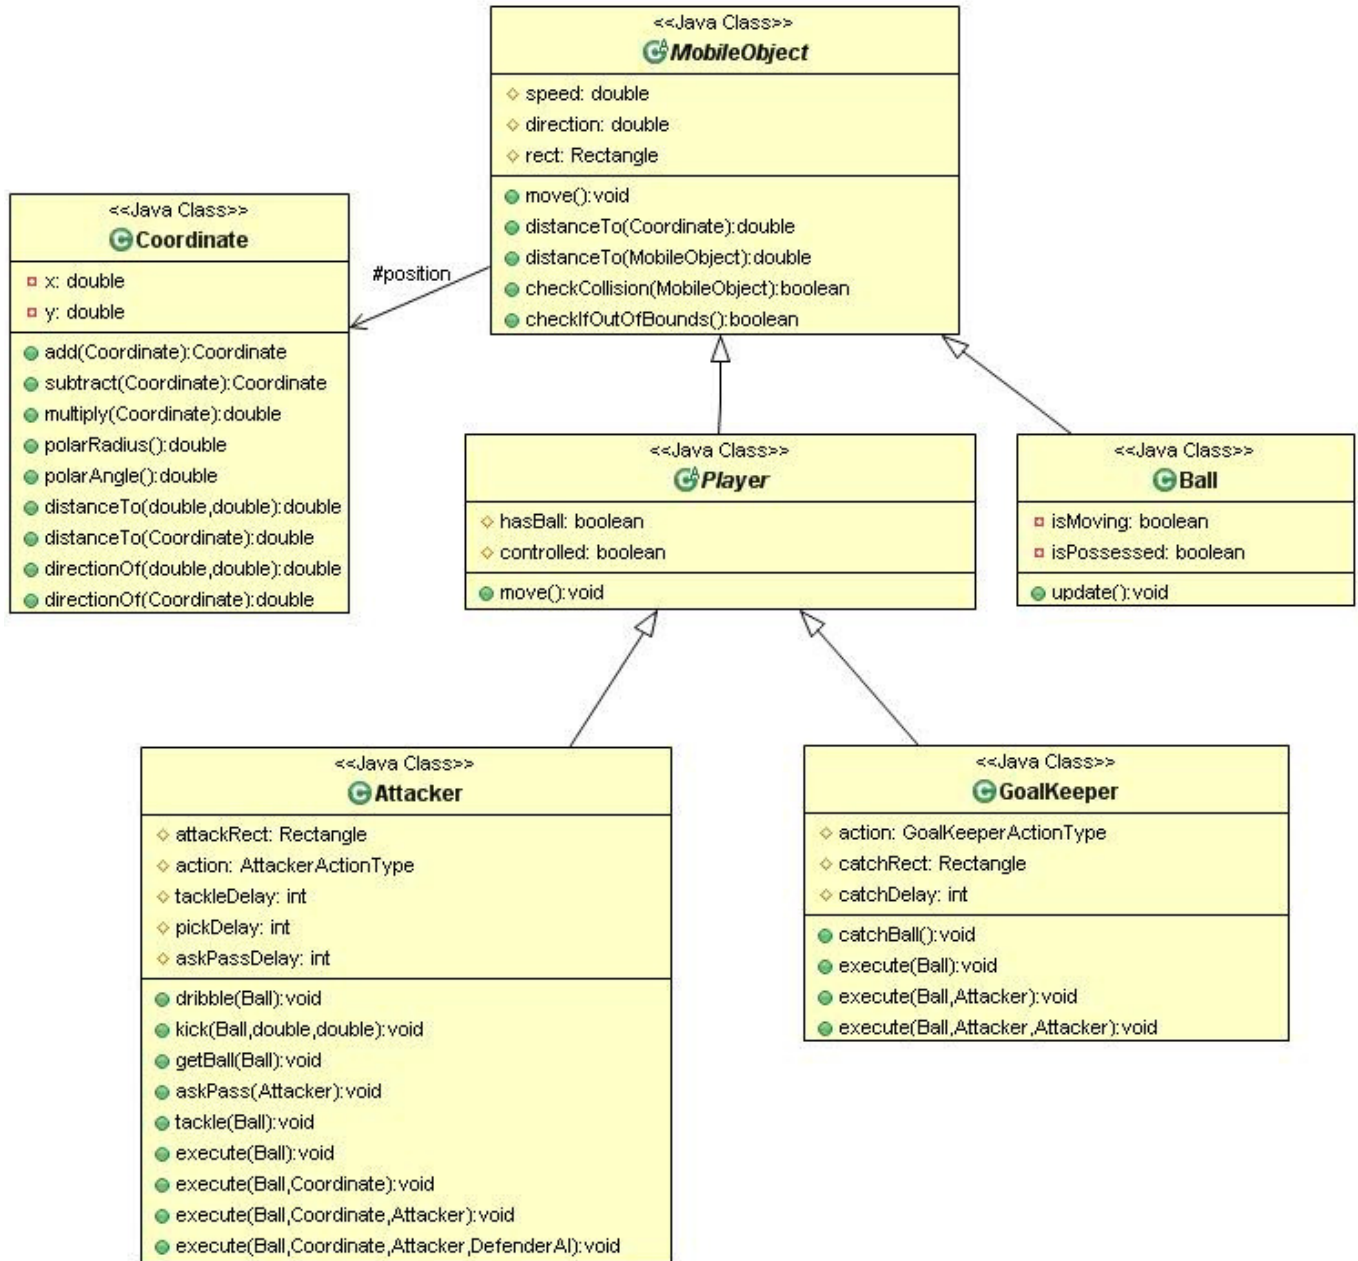 <<Java Class>>
MobileObject
speed: double
direction: double
rect: Rectangle
move():void
distanceTo(Coordinate):double
distanceTo(MobileObject):double
checkCollision(MobileObject):boolean
checkIfOutOfBounds():boolean
<<Java Class>>
Coordinate
x: double
y: double
add(Coordinate):Coordinate
subtract(Coordinate):Coordinate
multiply(Coordinate):double
polarRadius():double
polarAngle():double
distanceTo(double,double):double
distanceTo(Coordinate):double
directionOf(double,double):double
directionOf(Coordinate):double
#position
<<Java Class>>
Player
hasBall: boolean
controlled: boolean
move():void
<<Java Class>>
Ball
isMoving: boolean
isPossessed: boolean
update():void
<<Java Class>>
Attacker
attackRect: Rectangle
action: AttackerActionType
tackleDelay: int
pickDelay: int
askPassDelay: int
dribble(Ball):void
kick(Ball,double,double):void
getBall(Ball):void
askPass(Attacker):void
tackle(Ball):void
execute(Ball):void
execute(Ball,Coordinate):void
execute(Ball,Coordinate,Attacker):void
execute(Ball,Coordinate,Attacker,DefenderAI):void
<<Java Class>>
GoalKeeper
action: GoalKeeperActionType
catchRect: Rectangle
catchDelay: int
catchBall():void
execute(Ball):void
execute(Ball,Attacker):void
execute(Ball,Attacker,Attacker):void